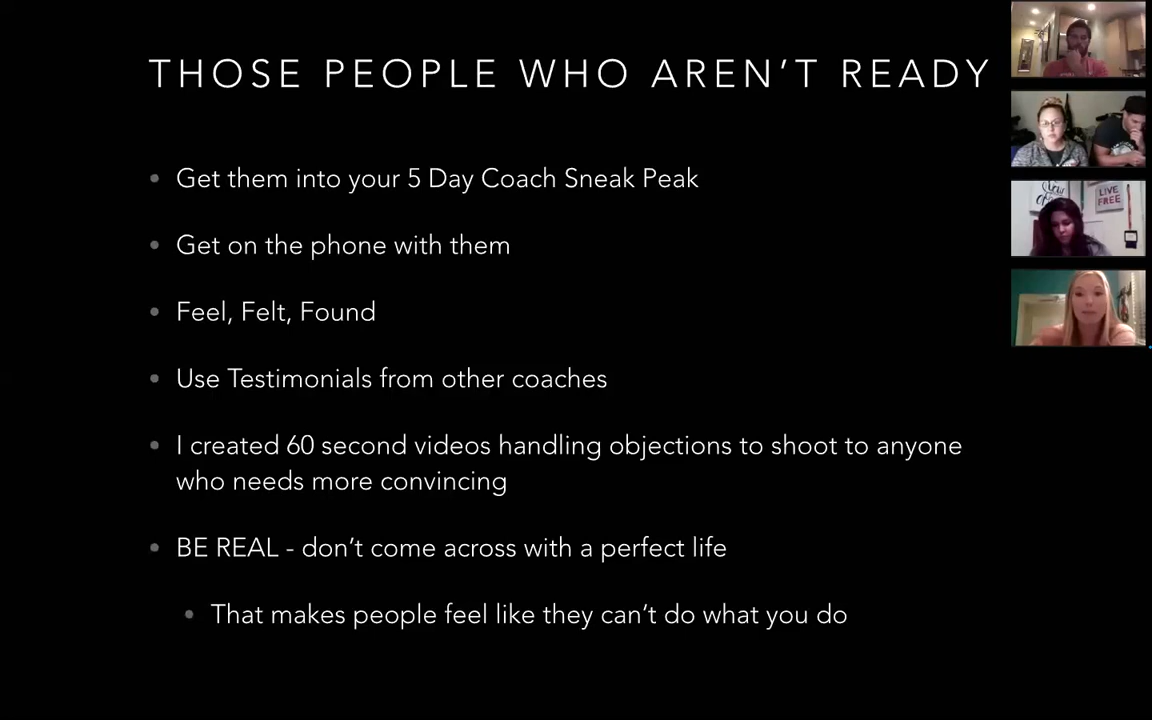 THOSE PEOPLE WHO AREN'T READY
• Get them into your 5 Day Coach Sneak Peak
• Get on the phone with them
• Feel, Felt, Found
• Use Testimonials from other coaches
• I created 60 second videos handling objections to shoot to anyone
who needs more convincing
• BE REAL - don't come across with a perfect life
• That makes people feel like they can't do what you do
LIVE
FREE